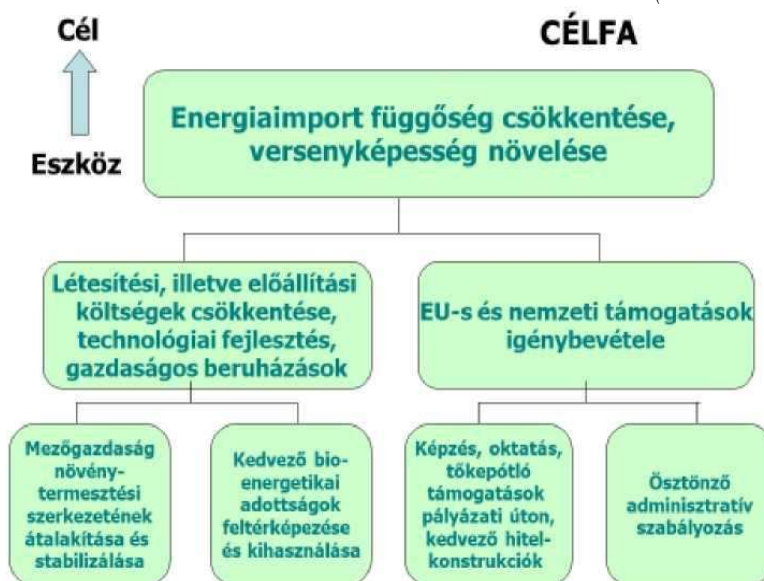 Cél
CÉLFA
Eszköz
Energiaimport függőség csökkentése,
versenyképesség növelése
Létesítési, illetve előállítási
költségek csökkentése,
technológiai fejlesztés,
gazdaságos beruházások
EU-s és nemzeti támogatások
igénybevétele
Mezőgazdaság
növény-
termesztési
szerkezetének
átalakítása és
stabilizálása
Kedvező bio-
energetikai
adottságok
feltérképezése
és kihasználása
Képzés, oktatás,
tőkepótló
támogatások
pályázati úton,
kedvező hitel-
konstrukciók
Ösztönző
adminisztratív
szabályozás